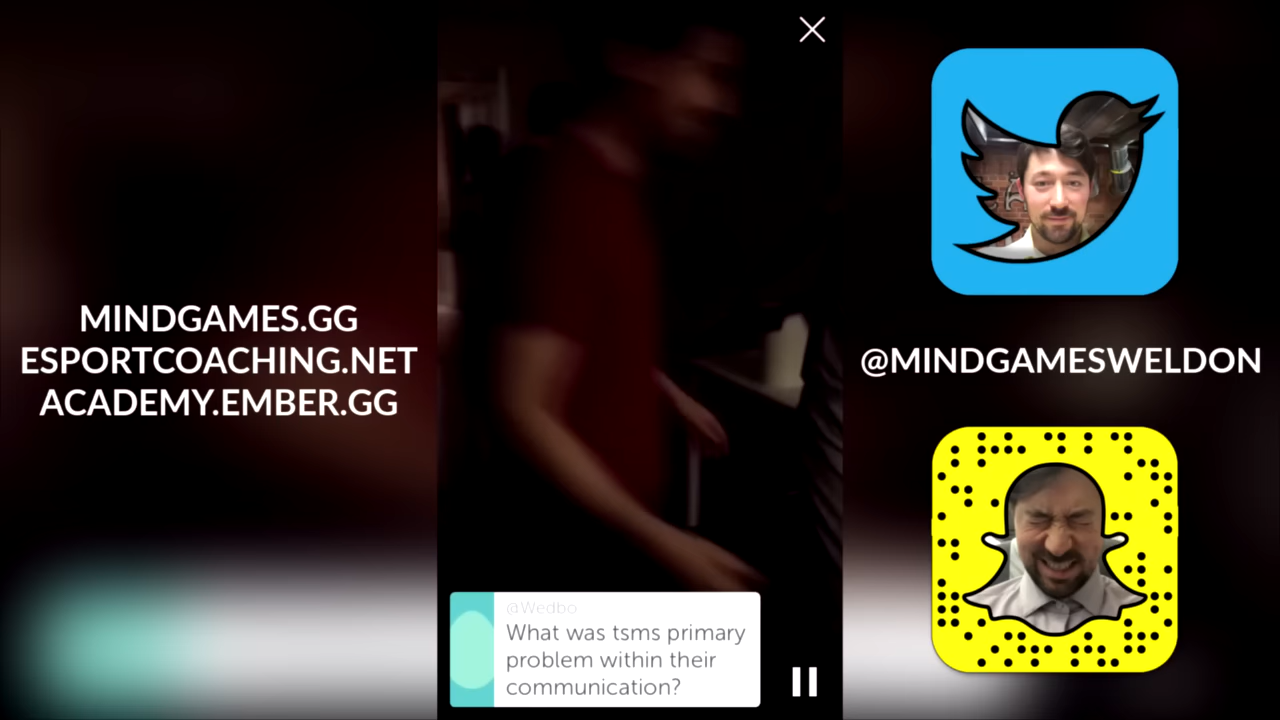 MINDGAMES.GG
ESPORTCOACHING.NET
ACADEMY.EMBER.GG
@Wedbo
What was tsms primary
problem within their
communication?
@MINDGAMESWELDON